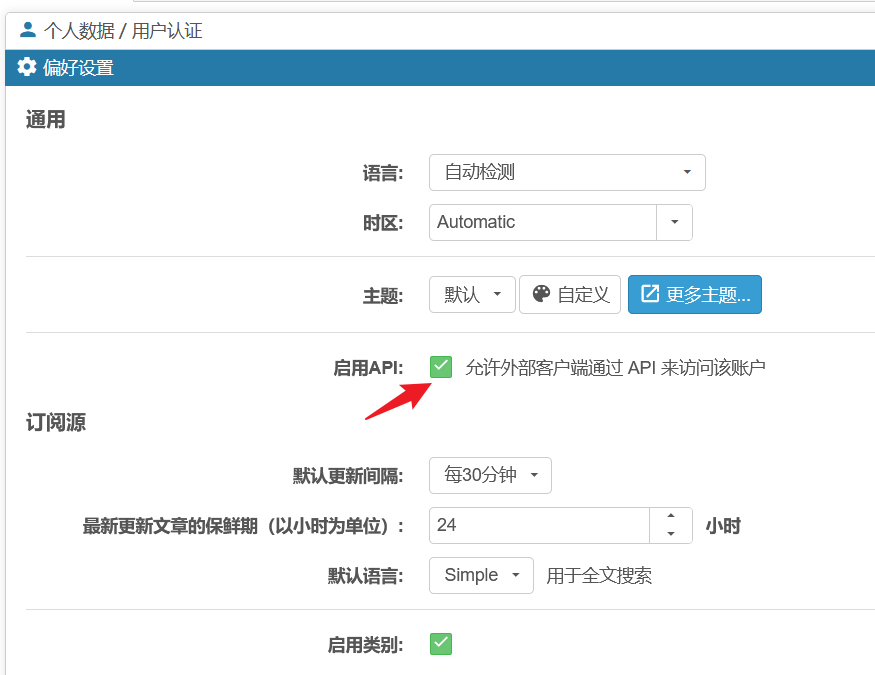 个人数据 / 用户认证
偏好设置
通用
语言: 自动检测
时区: Automatic
主题: 默认 自定义 更多主题...
启用API: 允许外部客户端通过 API 来访问该账户
订阅源
默认更新间隔: 每30分钟
最新更新文章的保鲜期（以小时为单位）: 24 小时
默认语言: Simple 用于全文搜索
启用类别: